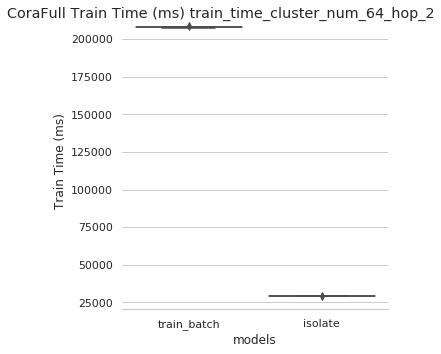 CoraFull Train Time (ms) train_time_cluster_num_64_hop_2
200000
175000
150000
125000
100000
75000
50000
25000
Train Time (ms)
train_batch isolate
models